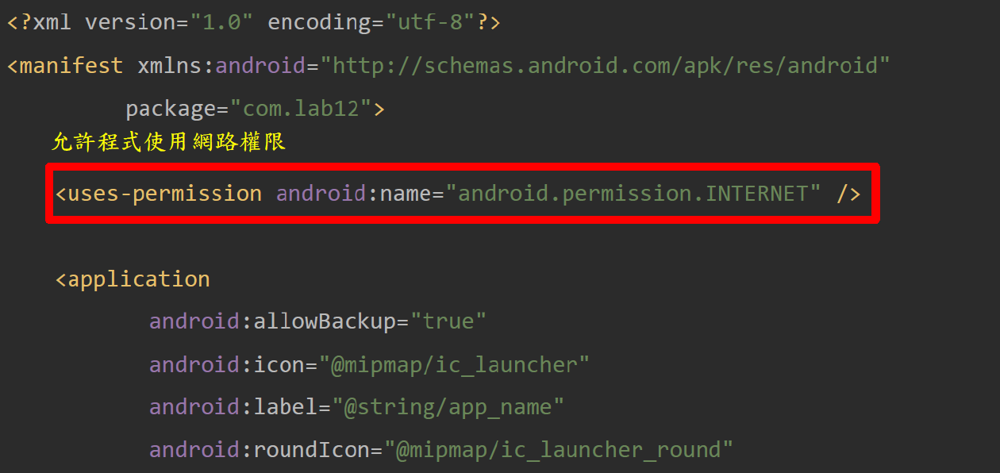 <?xml version="1.0" encoding="utf-8"?>
<manifest xmlns:android="http://schemas.android.com/apk/res/android"
package="com.lab12">
允許程式使用網路權限
<uses-permission android:name="android.permission.INTERNET" />
<application
android:allowBackup="true"
android:icon="@mipmap/ic_launcher"
android:label="@string/app_name"
android:roundIcon="@mipmap/ic_launcher_round"